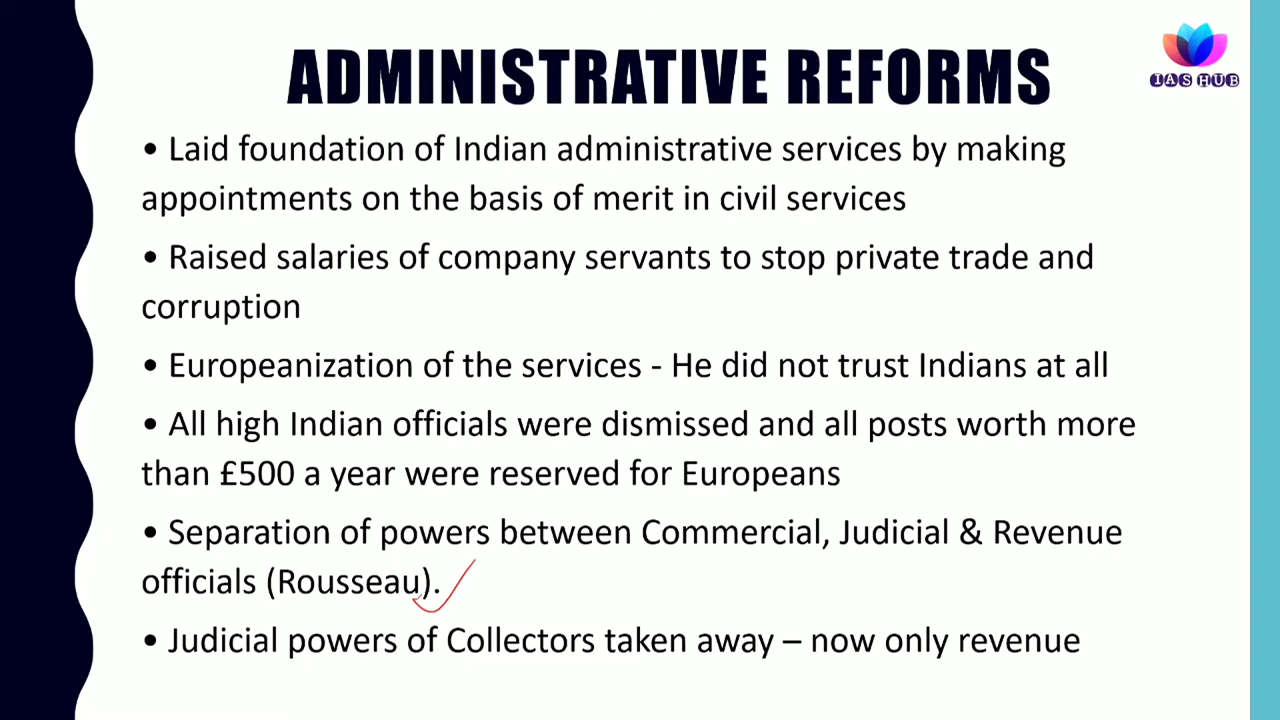 ADMINISTRATIVE REFORMS
IAS HUB
• Laid foundation of Indian administrative services by making
appointments on the basis of merit in civil services
• Raised salaries of company servants to stop private trade and
corruption
• Europeanization of the services - He did not trust Indians at all
• All high Indian officials were dismissed and all posts worth more
than £500 a year were reserved for Europeans
• Separation of powers between Commercial, Judicial & Revenue
officials (Rousseau).
• Judicial powers of Collectors taken away – now only revenue